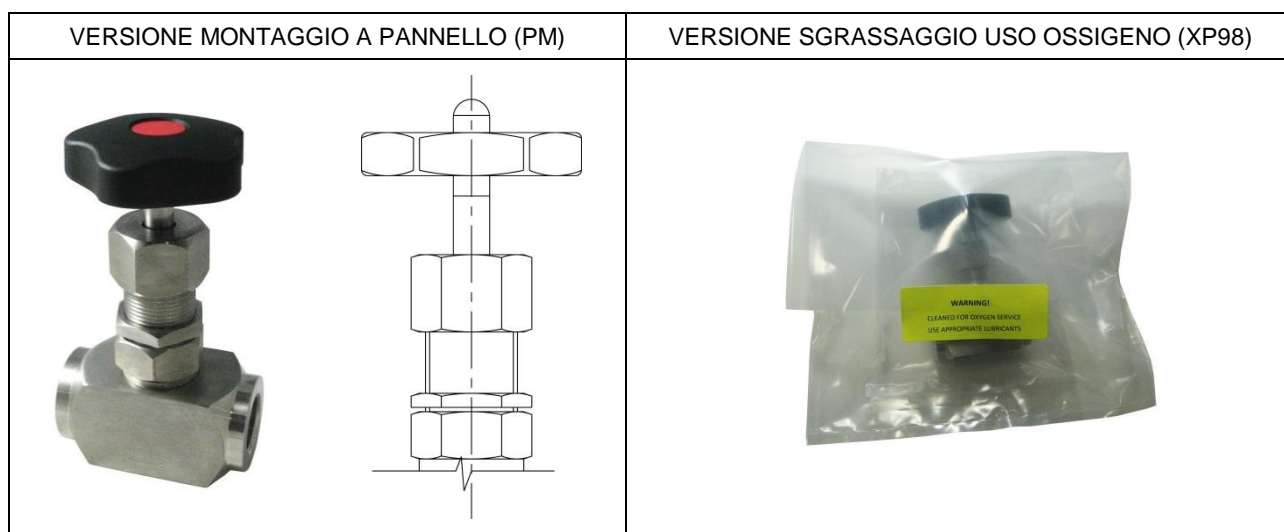 VERSIONE MONTAGGIO A PANNELLO (PM)
VERSIONE SGRASSAGGIO USO OSSIGENO (XP98)
WARNING!
CLEANED FOR OXYGEN SERVICE
USE APPROPRIATE LUBRICANTS